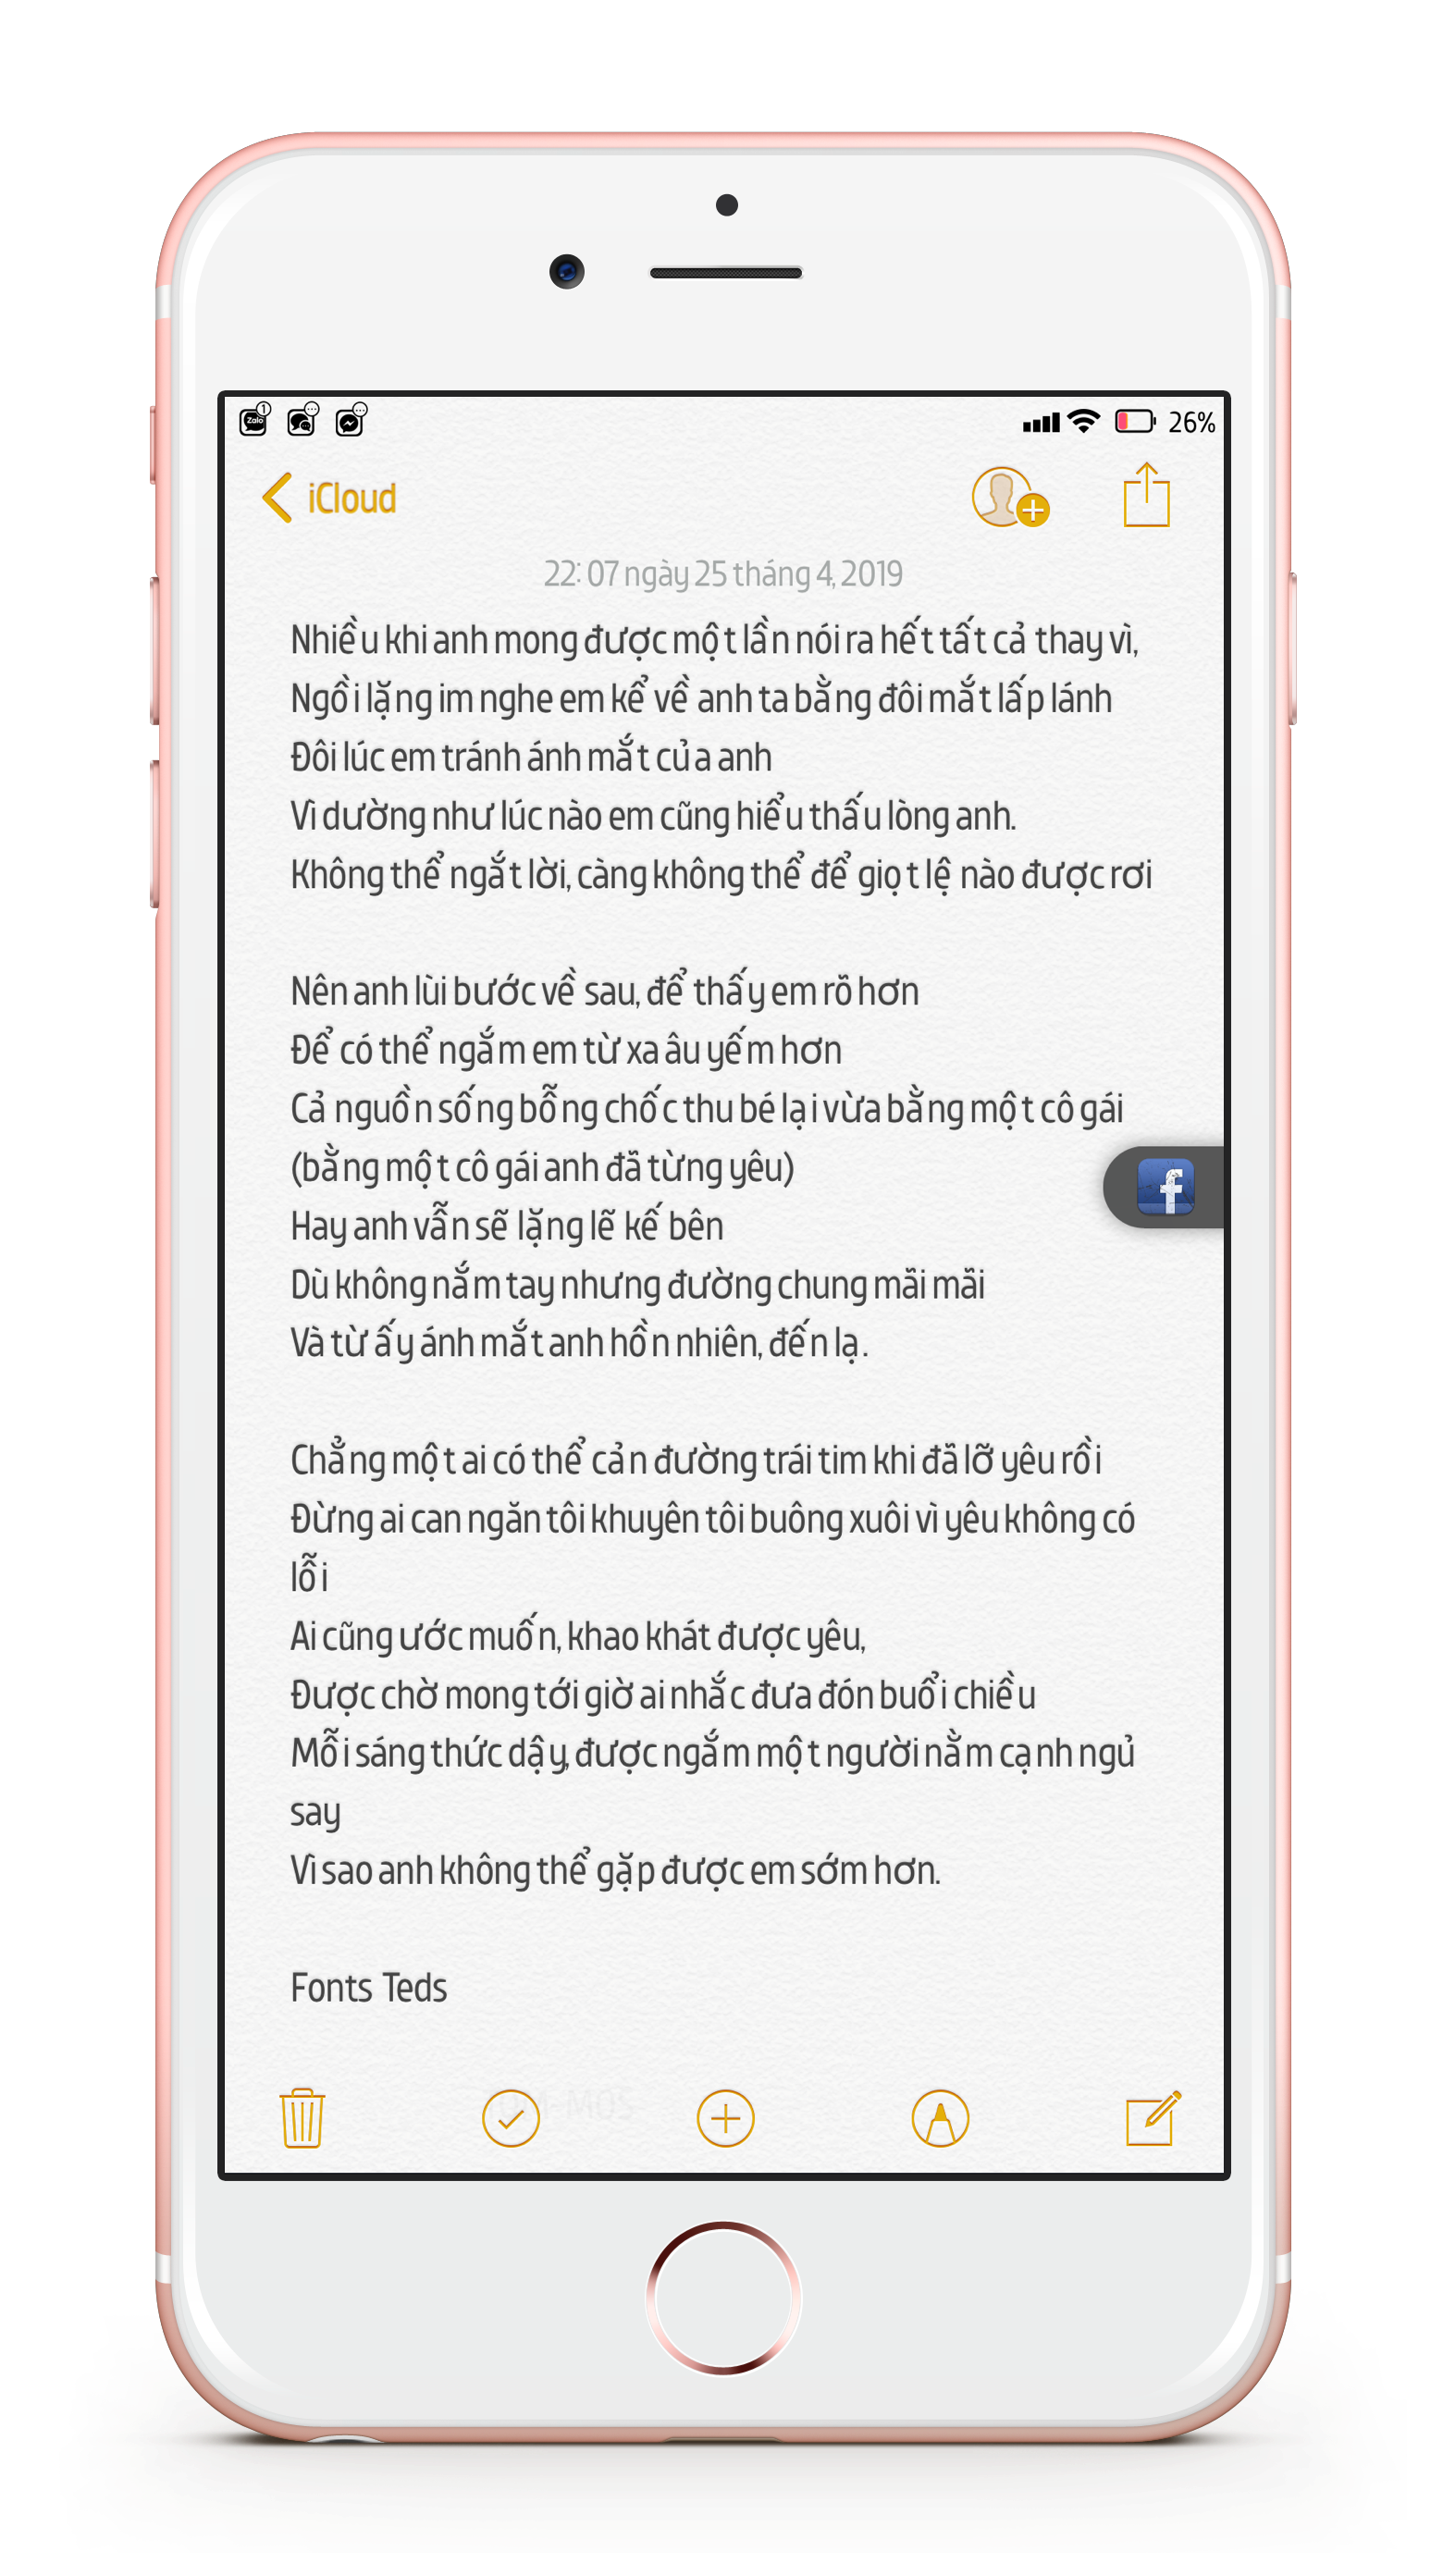 Zalo 1
26%
iCloud
22: 07 ngày 25 tháng 4, 2019
Nhiều khi anh mong được một lần nói ra hết tất cả thay vì,
Ngồi lặng im nghe em kể về anh ta bằng đôi mắt lấp lánh
Đôi lúc em tránh ánh mắt của anh
Vì dường như lúc nào em cũng hiểu thấu lòng anh.
Không thể ngắt lời, càng không thể để giọt lệ nào được rơi
Nên anh lùi bước về sau, để thấy em rõ hơn
Để có thể ngắm em từ xa âu yếm hơn
Cả nguồn sống bỗng chốc thu bé lại vừa bằng một cô gái
(bằng một cô gái anh đã từng yêu)
Hay anh vẫn sẽ lặng lẽ kế bên
Dù không nắm tay nhưng đường chung mãi mãi
Và từ ấy ánh mắt anh hồn nhiên, đến lạ.
Chẳng một ai có thể cản đường trái tim khi đã lỡ yêu rồi
Đừng ai can ngăn tôi khuyên tôi buông xuôi vì yêu không có
lỗi
Ai cũng ước muốn, khao khát được yêu,
Được chờ mong tới giờ ai nhắc đưa đón buổi chiều
Mỗi sáng thức dậy, được ngắm một người nằm cạnh ngủ
say
Vì sao anh không thể gặp được em sớm hơn.
Fonts Teds